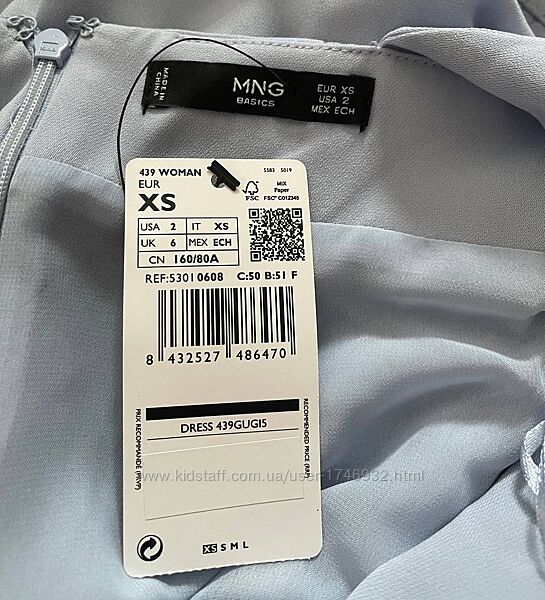 MADE IN
CHINA
MNG
BASICS
EUR XS
USA 2
MEX ECH
439 WOMAN
5583 5019
EUR
XS
FSC
MIX
Paper
FSC® C012345
USA 2 IT XS
UK 6 MEX ECH
CN 160/80A
REF:53010608 C:50 B:51 F
8 432527 486470
DRESS 439GUGI5
PRIX RECOMMANDÉ (PRVP)
RECOMMENDED PRICE (RRP)
www.kidstaff.com.ua/user-1746932.html
XS S M L